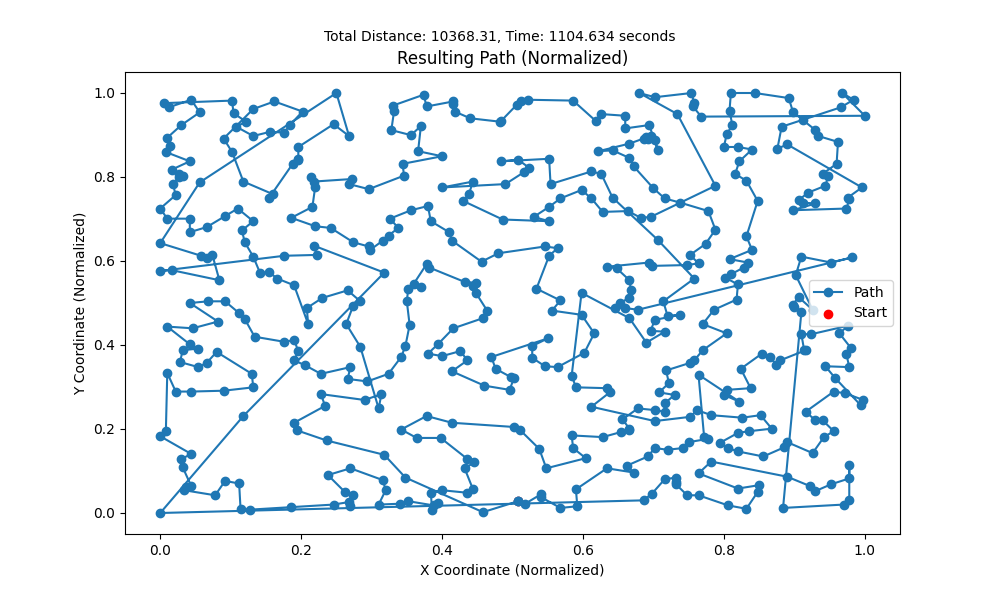 Total Distance: 10368.31, Time: 1104.634 seconds
Resulting Path (Normalized)
Y Coordinate (Normalized)
1.0
0.8
0.6
0.4
0.2
0.0
Path
Start
0.0 0.2 0.4 0.6 0.8 1.0
X Coordinate (Normalized)